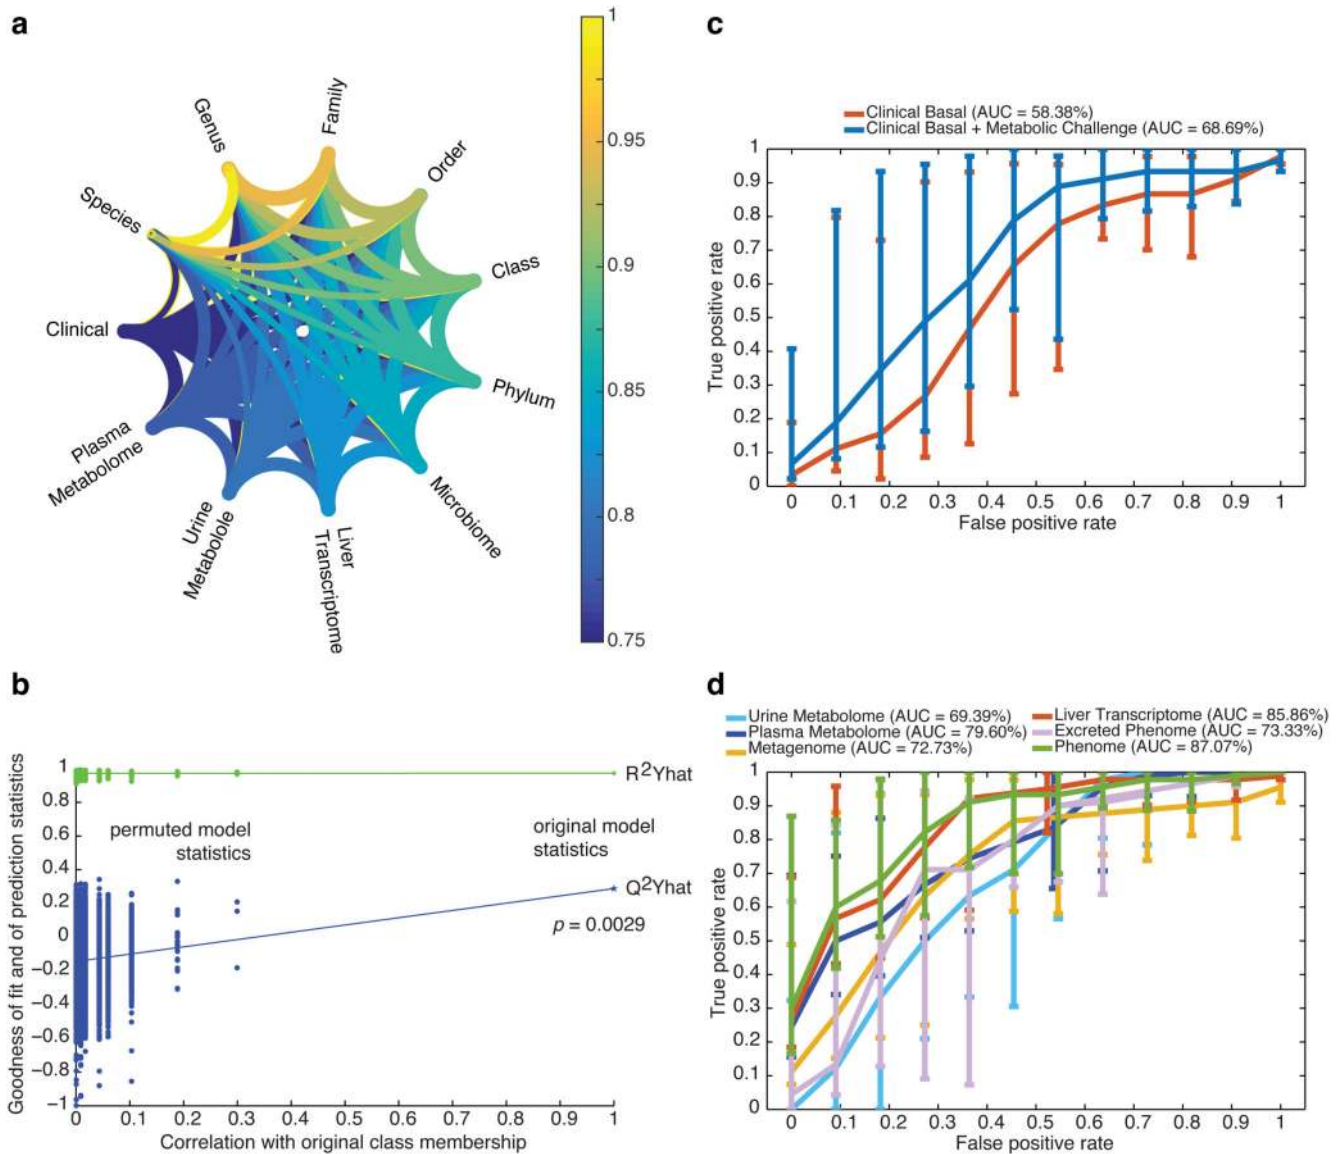 a
Genus
Family
Order
Species
Class
Clinical
Phylum
Plasma
Metabolome
Urine
Metabolole
Liver
Transcriptome
Microbiome
1
0.95
0.9
0.85
0.8
0.75
c
Clinical Basal (AUC = 58.38%)
Clinical Basal + Metabolic Challenge (AUC = 68.69%)
True positive rate
1
0.9
0.8
0.7
0.6
0.5
0.4
0.3
0.2
0.1
0
0 0.1 0.2 0.3 0.4 0.5 0.6 0.7 0.8 0.9 1
False positive rate
b
Goodness of fit and of prediction statistics
1
0.8
0.6
0.4
0.2
0
−0.2
−0.4
−0.6
−0.8
−1
R²Yhat
permuted model
statistics
original model
statistics
Q²Yhat
p = 0.0029
0 0.1 0.2 0.3 0.4 0.5 0.6 0.7 0.8 0.9 1
Correlation with original class membership
d
Urine Metabolome (AUC = 69.39%)
Plasma Metabolome (AUC = 79.60%)
Metagenome (AUC = 72.73%)
Liver Transcriptome (AUC = 85.86%)
Excreted Phenome (AUC = 73.33%)
Phenome (AUC = 87.07%)
True positive rate
1
0.9
0.8
0.7
0.6
0.5
0.4
0.3
0.2
0.1
0
0 0.1 0.2 0.3 0.4 0.5 0.6 0.7 0.8 0.9 1
False positive rate